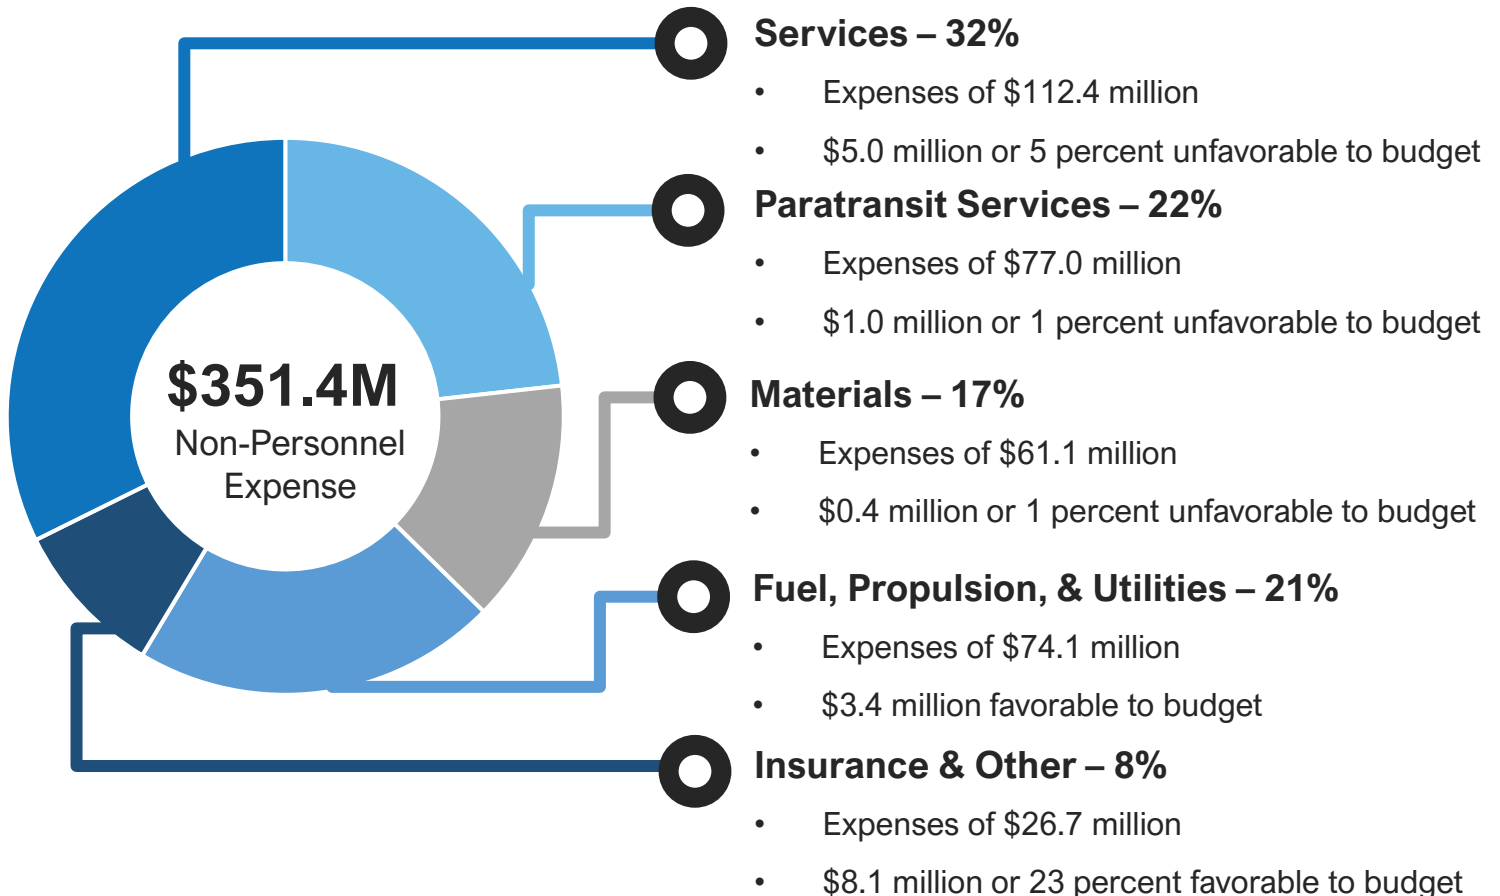 Services – 32%
• Expenses of $112.4 million
• $5.0 million or 5 percent unfavorable to budget
Paratransit Services – 22%
• Expenses of $77.0 million
• $1.0 million or 1 percent unfavorable to budget
$351.4M
Non-Personnel
Expense
Materials – 17%
• Expenses of $61.1 million
• $0.4 million or 1 percent unfavorable to budget
Fuel, Propulsion, & Utilities – 21%
• Expenses of $74.1 million
• $3.4 million favorable to budget
Insurance & Other – 8%
• Expenses of $26.7 million
• $8.1 million or 23 percent favorable to budget